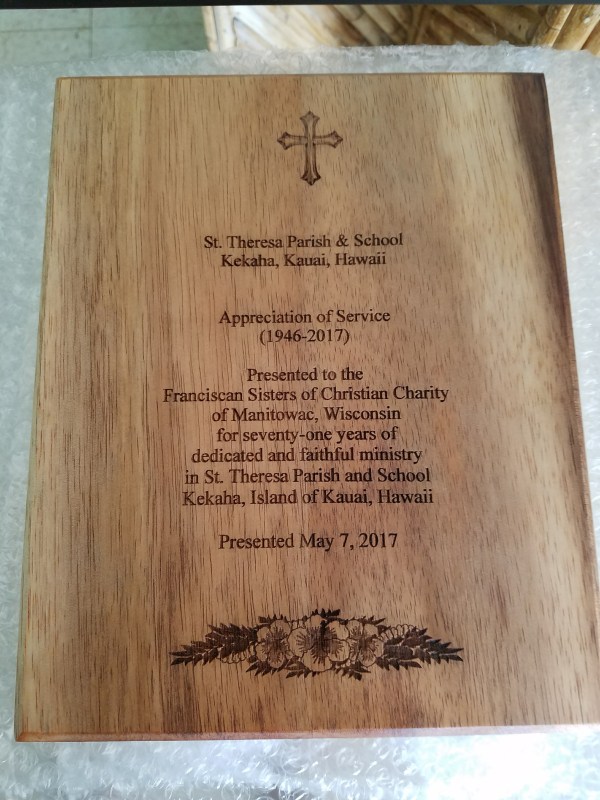 St. Theresa Parish & School
Kekaha, Kauai, Hawaii
Appreciation of Service
(1946-2017)
Presented to the
Franciscan Sisters of Christian Charity
of Manitowac, Wisconsin
for seventy-one years of
dedicated and faithful ministry
in St. Theresa Parish and School
Kekaha, Island of Kauai, Hawaii
Presented May 7, 2017